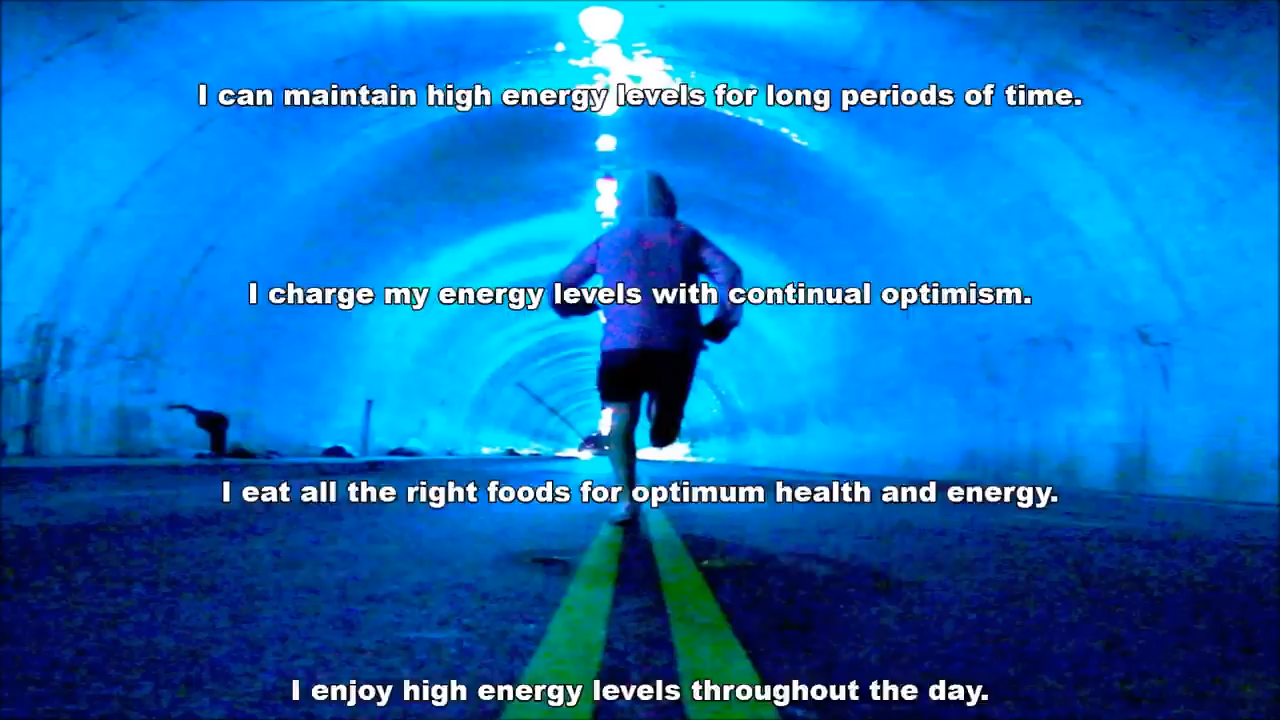 I can maintain high energy levels for long periods of time.
I charge my energy levels with continual optimism.
I eat all the right foods for optimum health and energy.
I enjoy high energy levels throughout the day.